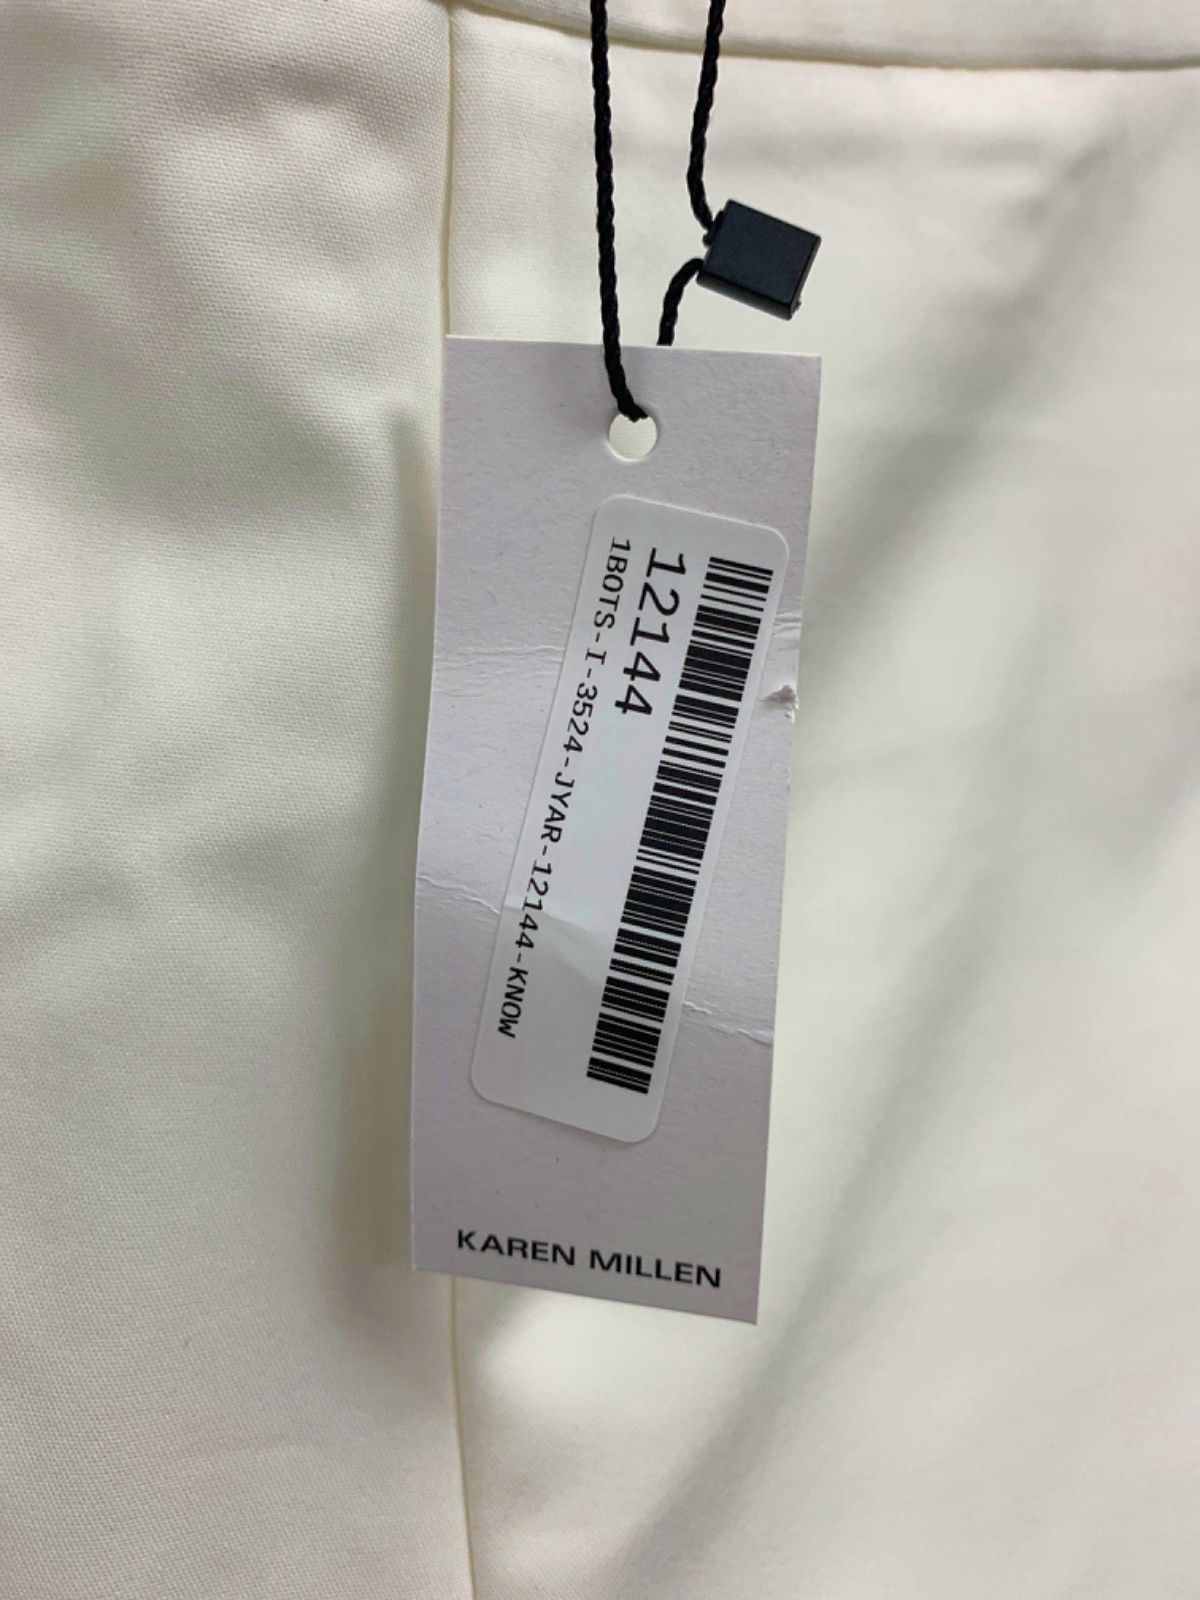 12144
1BOTS-I-3524-JYAR-12144-KNOW
KAREN MILLEN